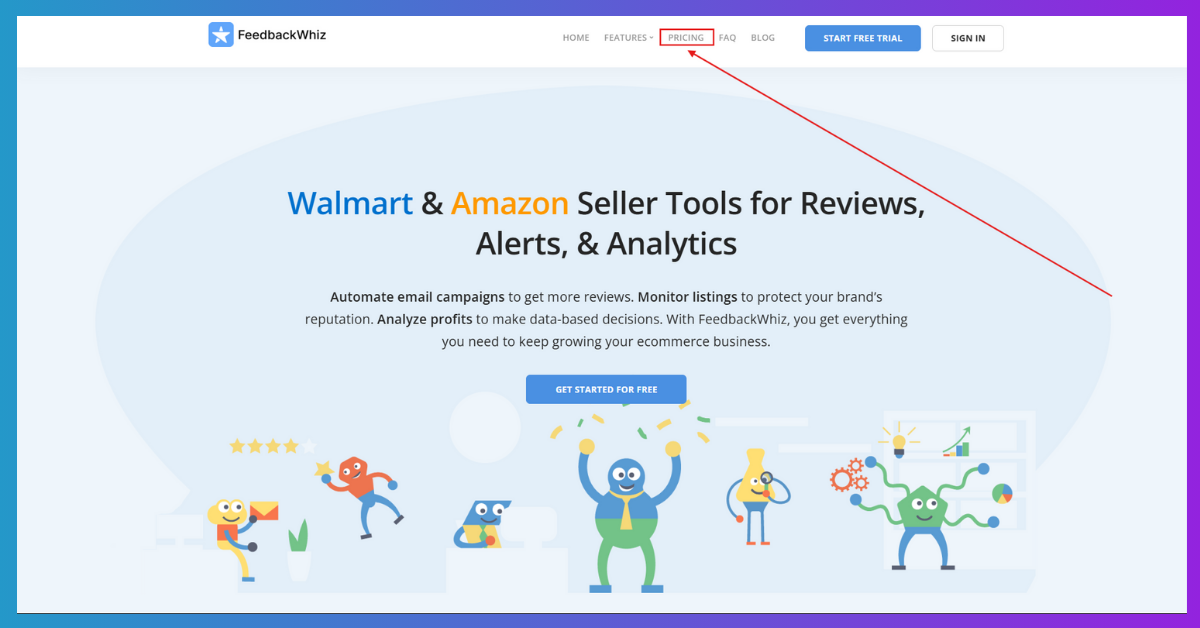 FeedbackWhiz
HOME FEATURES PRICING FAQ BLOG START FREE TRIAL SIGN IN
Walmart & Amazon Seller Tools for Reviews,
Alerts, & Analytics
Automate email campaigns to get more reviews. Monitor listings to protect your brand's
reputation. Analyze profits to make data-based decisions. With FeedbackWhiz, you get everything
you need to keep growing your ecommerce business.
GET STARTED FOR FREE